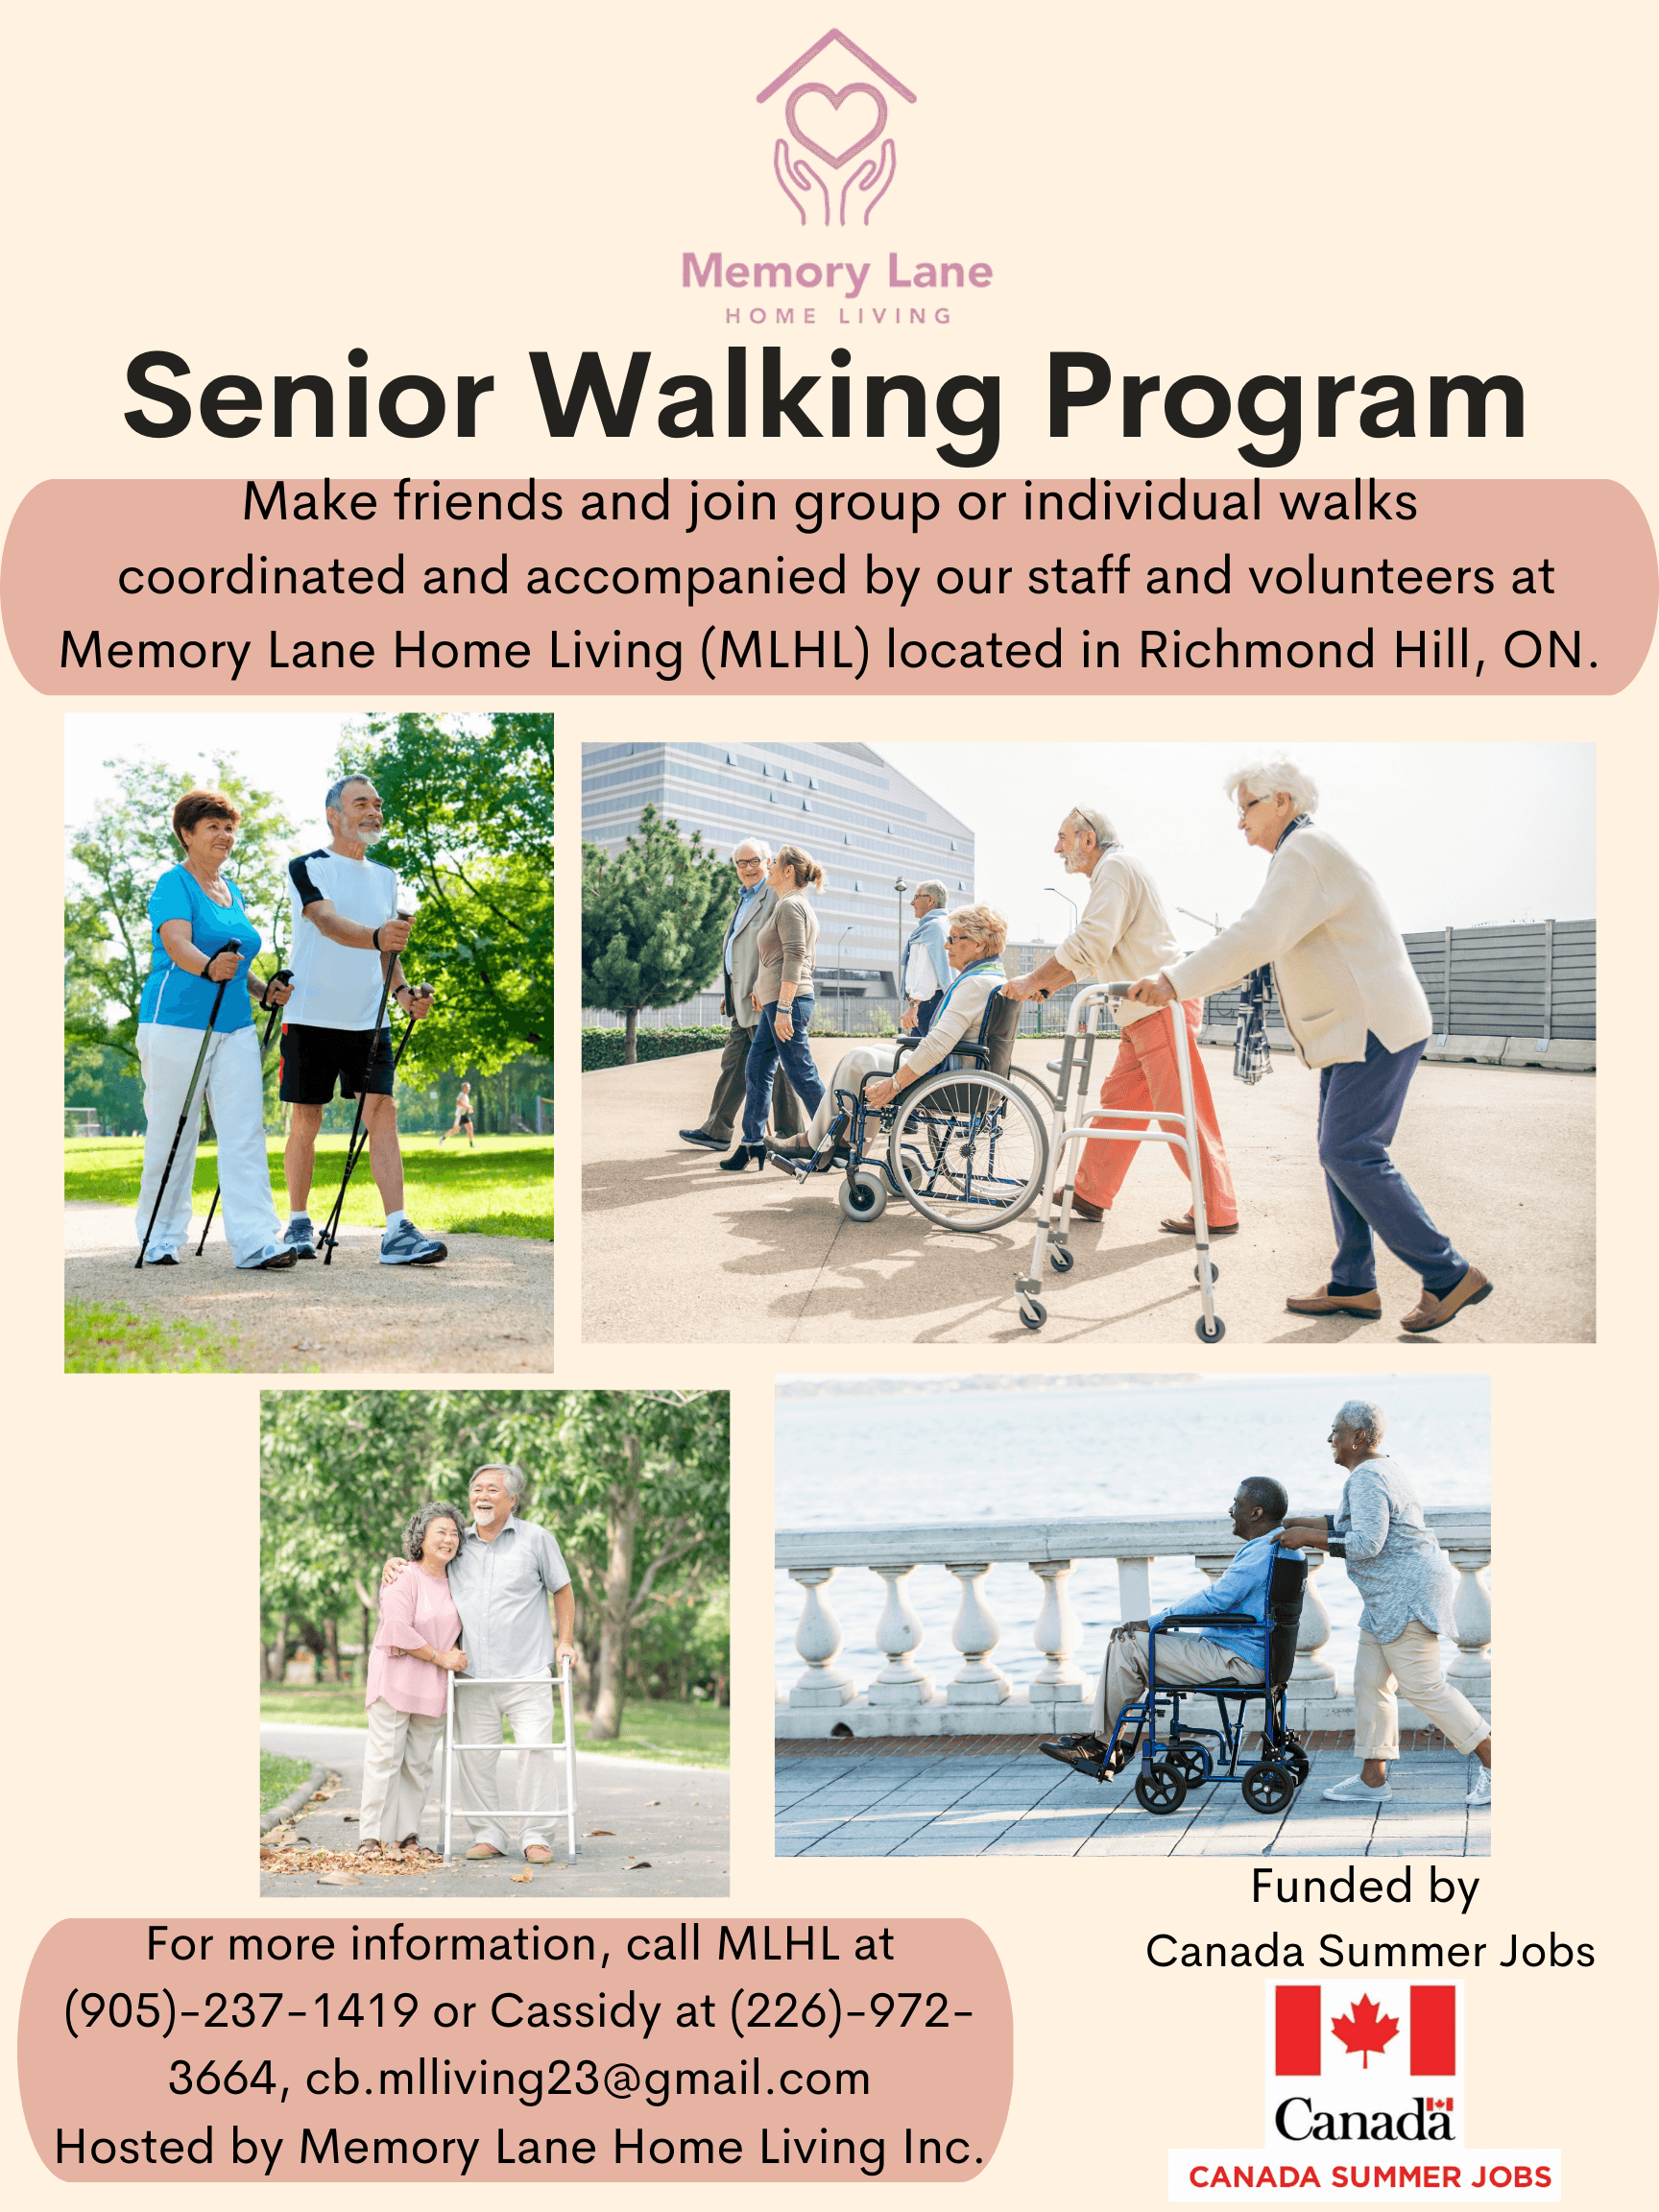 Memory Lane
HOME LIVING
Senior Walking Program
Make friends and join group or individual walks
coordinated and accompanied by our staff and volunteers at
Memory Lane Home Living (MLHL) located in Richmond Hill, ON.
For more information, call MLHL at
(905)-237-1419 or Cassidy at (226)-972-
3664, cb.mlliving23@gmail.com
Hosted by Memory Lane Home Living Inc.
Funded by
Canada Summer Jobs
Canada
CANADA SUMMER JOBS